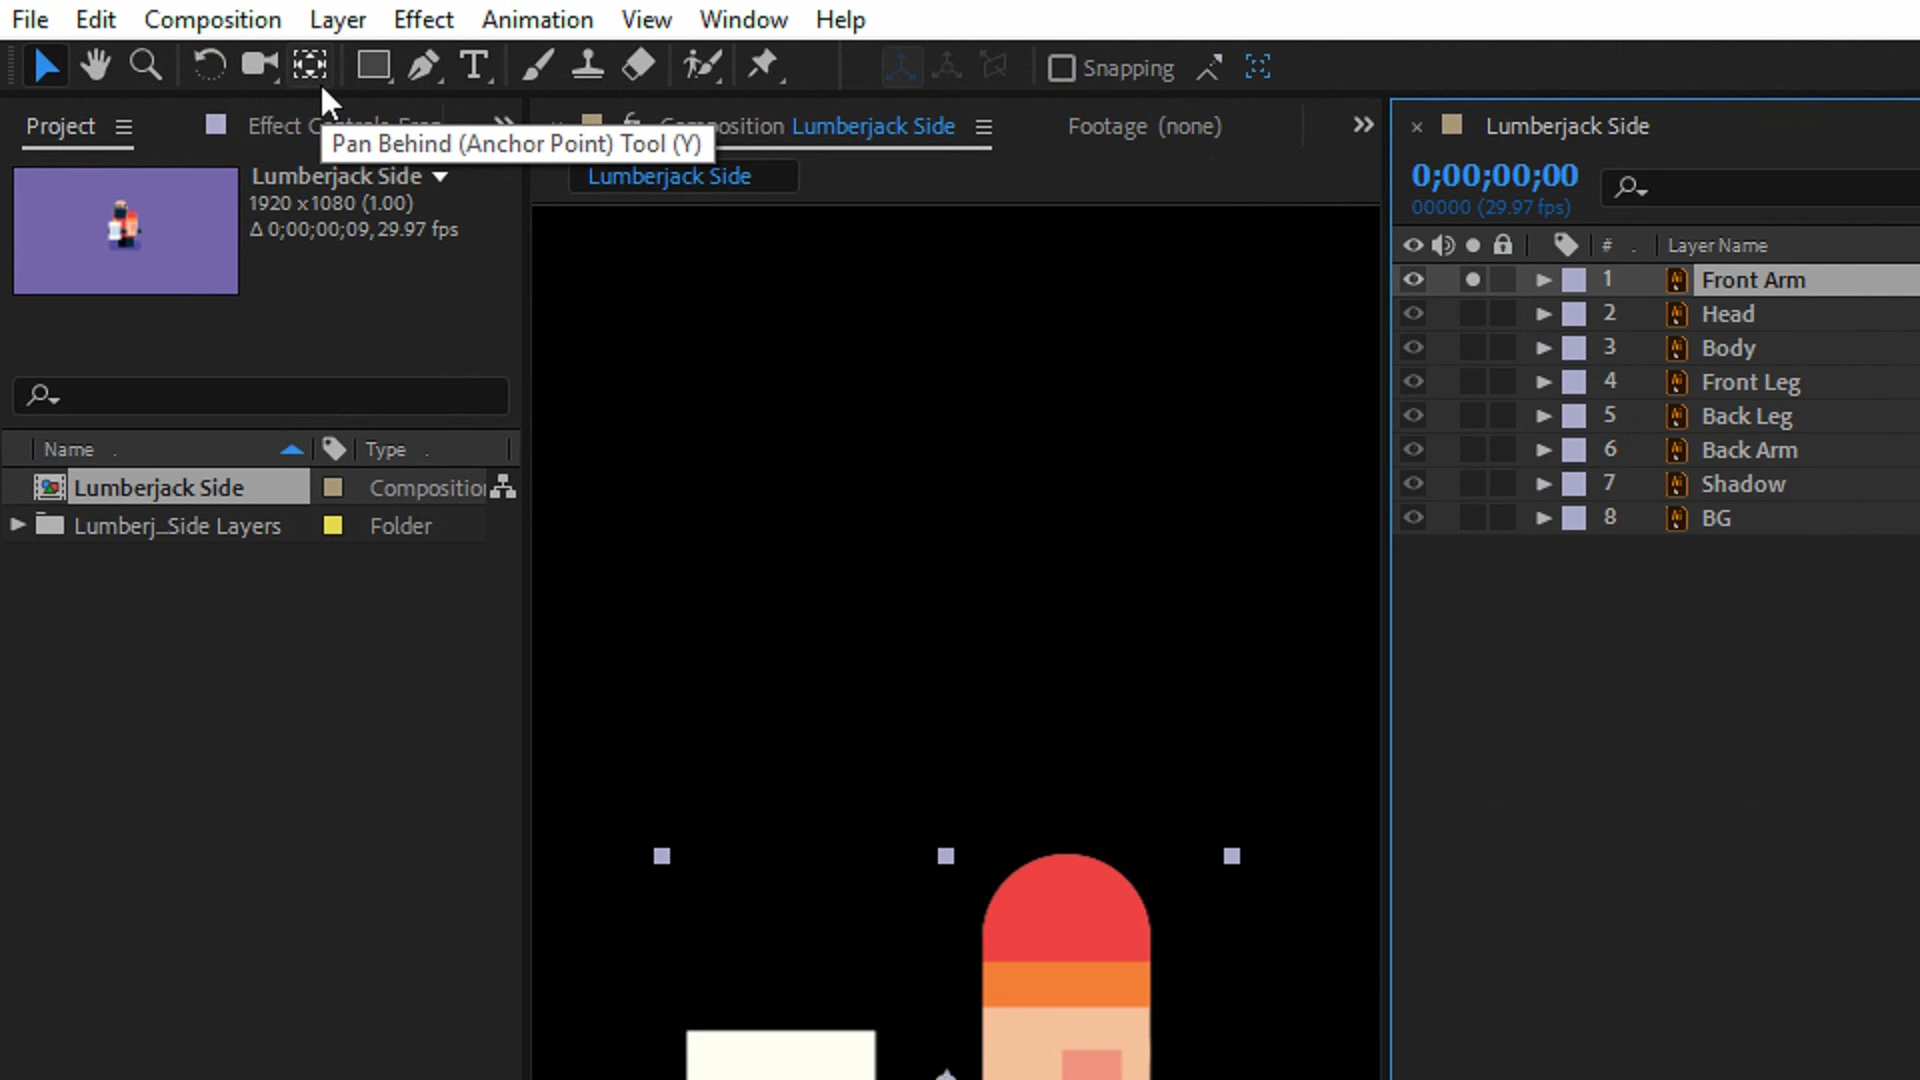 File Edit Composition Layer Effect Animation View Window Help
Snapping
Project
Pan Behind (Anchor Point) Tool (Y)
Composition Lumberjack Side
Footage (none)
Lumberjack Side
Lumberjack Side
1920 x 1080 (1.00)
Δ 0;00;00;09, 29.97 fps
Lumberjack Side
0;00;00;00
00000 (29.97 fps)
# . Layer Name
1 Front Arm
2 Head
3 Body
4 Front Leg
5 Back Leg
6 Back Arm
7 Shadow
8 BG
Name Type
Lumberjack Side Compositio
Lumberj...Side Layers Folder